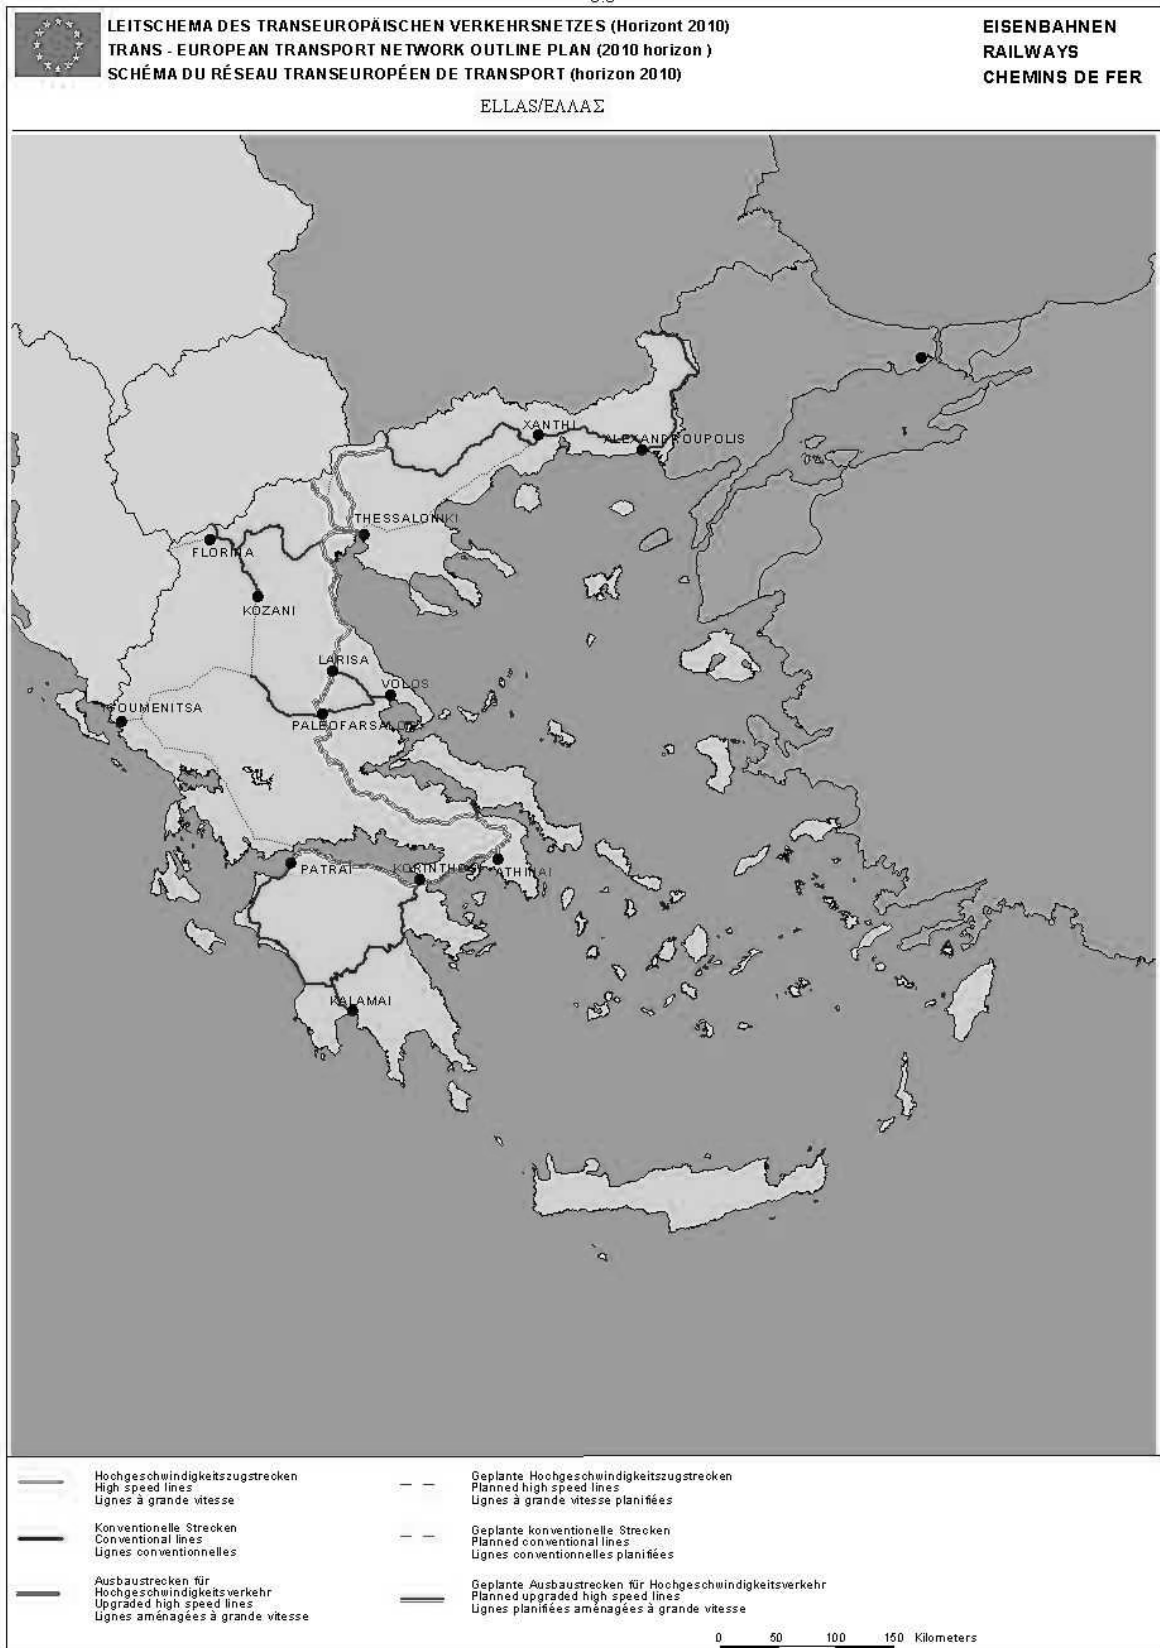 LEITSCHEMA DES TRANSEUROPÄISCHEN VERKEHRSNETZES (Horizont 2010)
TRANS - EUROPEAN TRANSPORT NETWORK OUTLINE PLAN (2010 horizon )
SCHÉMA DU RÉSEAU TRANSEUROPÉEN DE TRANSPORT (horizon 2010)
EISENBAHNEN
RAILWAYS
CHEMINS DE FER
ELLAS/ΕΛΛΑΣ
XANTHI
ALEXANDROUPOLIS
THESSALONIKI
FLORINA
KOZANI
LARISA
VOLOS
GOUMENITSA
PALEOFARSALOS
PATRAI
KORINTHOS
ATHINAI
KALAMAI
Hochgeschwindigkeitszugstrecken
High speed lines
Lignes à grande vitesse
Konventionelle Strecken
Conventional lines
Lignes conventionnelles
Ausbaustrecken für
Hochgeschwindigkeitsverkehr
Upgraded high speed lines
Lignes aménagées à grande vitesse
Geplante Hochgeschwindigkeitszugstrecken
Planned high speed lines
Lignes à grande vitesse planifiées
Geplante konventionelle Strecken
Planned conventional lines
Lignes conventionnelles planifiées
Geplante Ausbaustrecken für Hochgeschwindigkeitsverkehr
Planned upgraded high speed lines
Lignes planifiées aménagées à grande vitesse
0 50 100 150 Kilometers